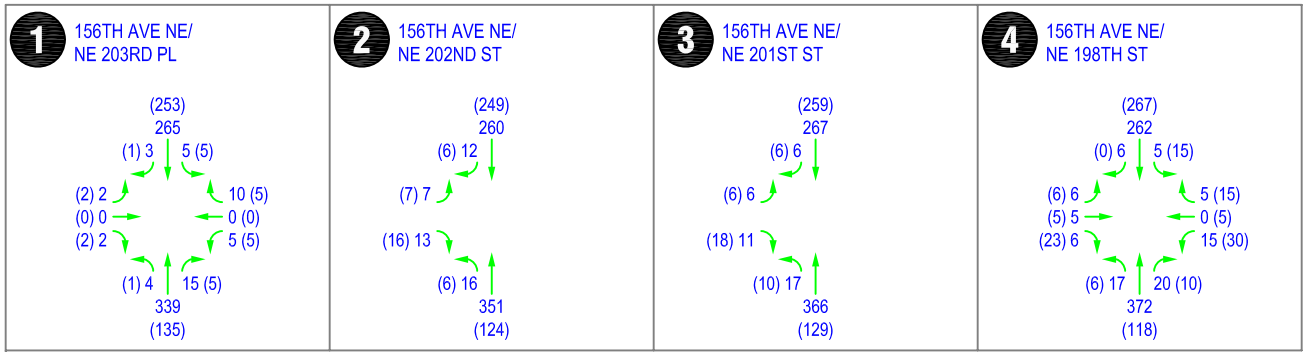 1 156TH AVE NE/
NE 203RD PL
(253)
265
(1) 3 5 (5)
(2) 2 10 (5)
(0) 0 0 (0)
(2) 2 5 (5)
(1) 4 15 (5)
339
(135)
2 156TH AVE NE/
NE 202ND ST
(249)
260
(6) 12
(7) 7
(16) 13
(6) 16
351
(124)
3 156TH AVE NE/
NE 201ST ST
(259)
267
(6) 6
(6) 6
(18) 11
(10) 17
366
(129)
4 156TH AVE NE/
NE 198TH ST
(267)
262
(0) 6 5 (15)
(6) 6 5 (15)
(5) 5 0 (5)
(23) 6 15 (30)
(6) 17 20 (10)
372
(118)